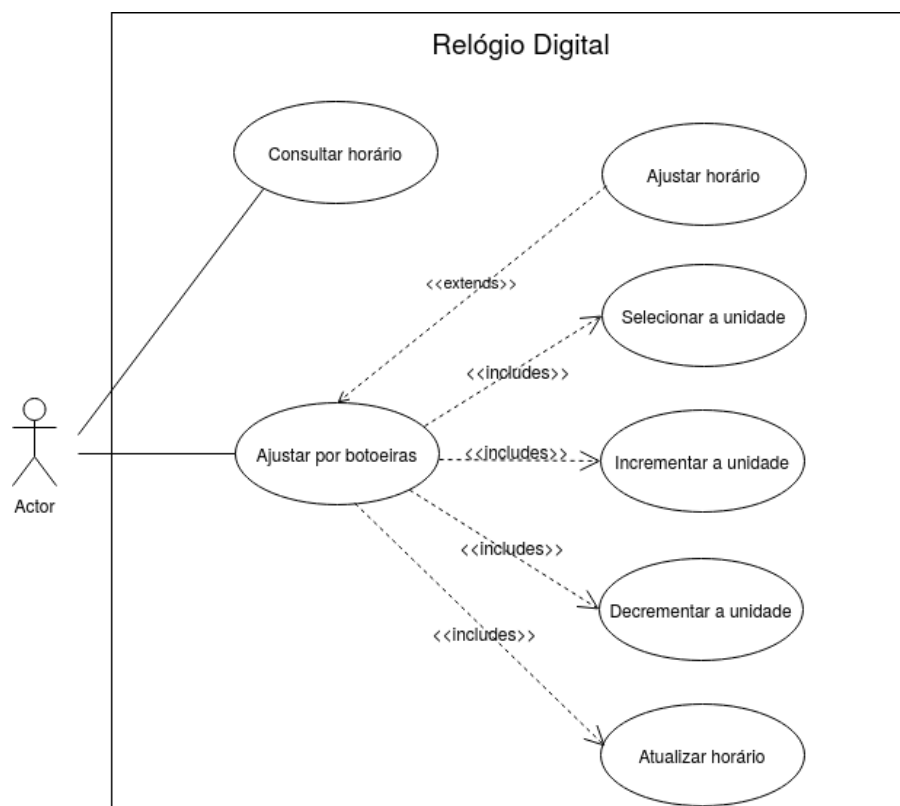 Relógio Digital
Consultar horário
Ajustar horário
<<extends>>
Selecionar a unidade
<<includes>>
Ajustar por botoeiras
<<includes>>
Incrementar a unidade
Actor
<<includes>>
Decrementar a unidade
<<includes>>
Atualizar horário